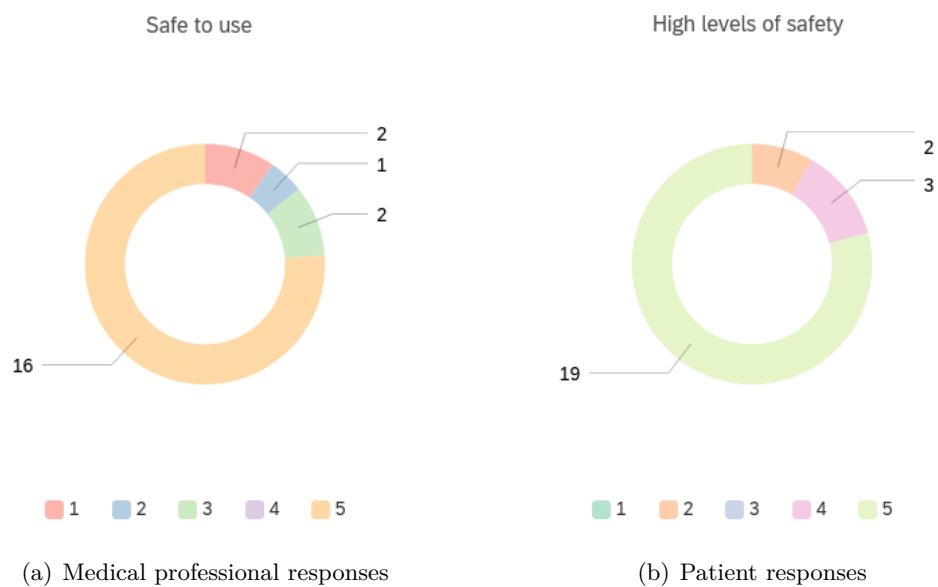 Safe to use
2
1
2
16
1 2 3 4 5
(a) Medical professional responses
High levels of safety
2
3
19
1 2 3 4 5
(b) Patient responses